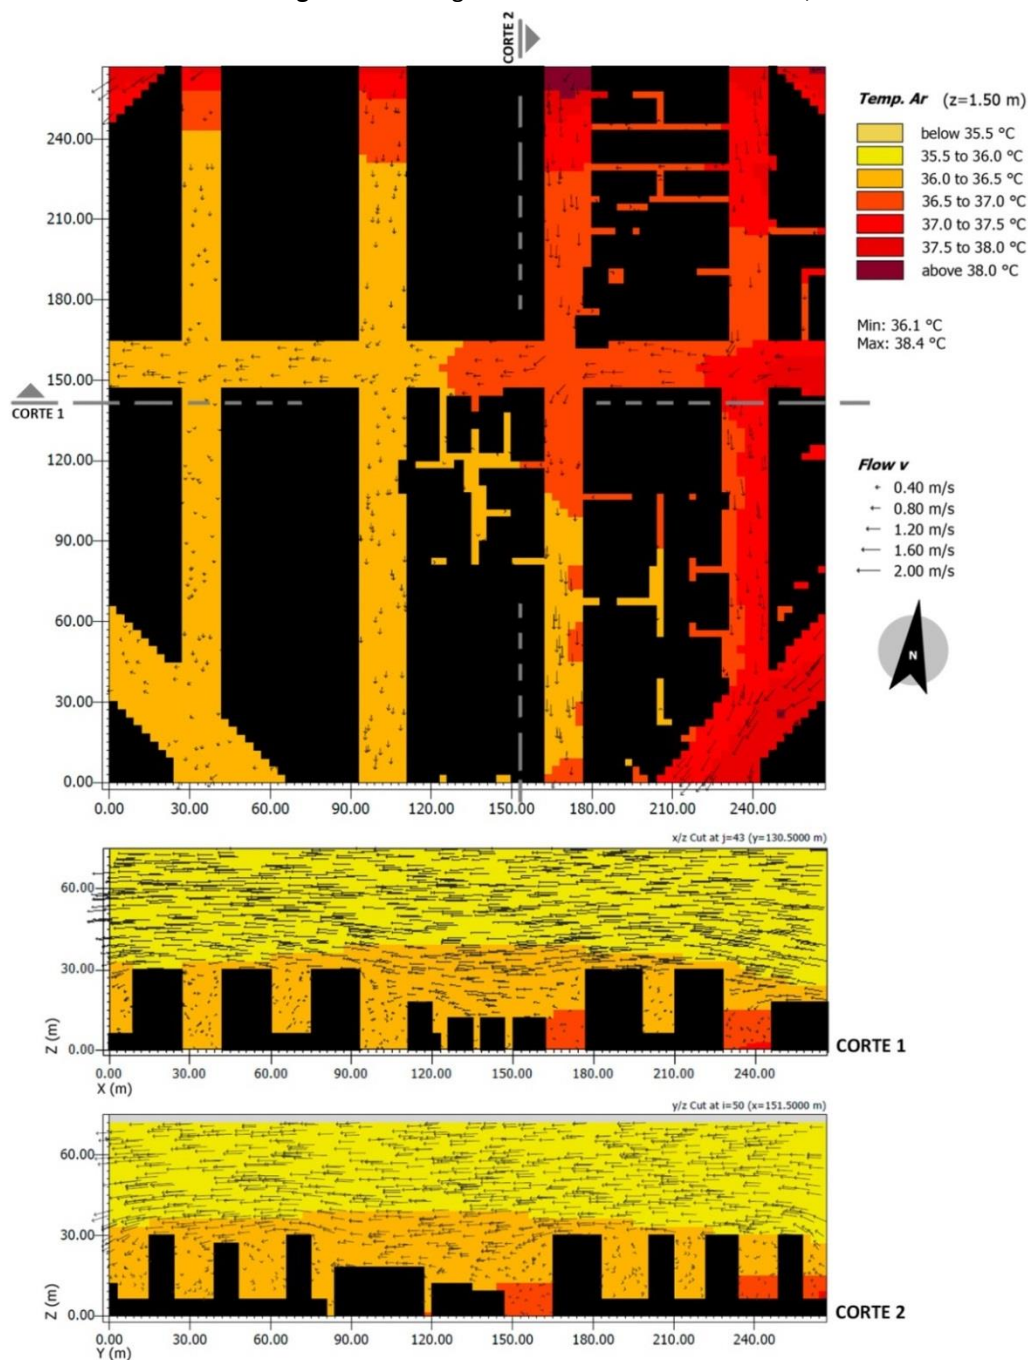 CORTE 2
Temp. Ar (z=1.50 m)
below 35.5 °C
35.5 to 36.0 °C
36.0 to 36.5 °C
36.5 to 37.0 °C
37.0 to 37.5 °C
37.5 to 38.0 °C
above 38.0 °C
Min: 36.1 °C
Max: 38.4 °C
240.00
210.00
180.00
150.00
CORTE 1
120.00
90.00
60.00
30.00
0.00
Flow v
0.40 m/s
0.80 m/s
1.20 m/s
1.60 m/s
2.00 m/s
N
0.00 30.00 60.00 90.00 120.00 150.00 180.00 210.00 240.00
x/z Cut at j=43 (y=130.5000 m)
60.00
30.00
0.00
Z (m)
CORTE 1
0.00 30.00 60.00 90.00 120.00 150.00 180.00 210.00 240.00
X (m)
y/z Cut at i=50 (x=151.5000 m)
60.00
30.00
0.00
Z (m)
CORTE 2
0.00 30.00 60.00 90.00 120.00 150.00 180.00 210.00 240.00
Y (m)